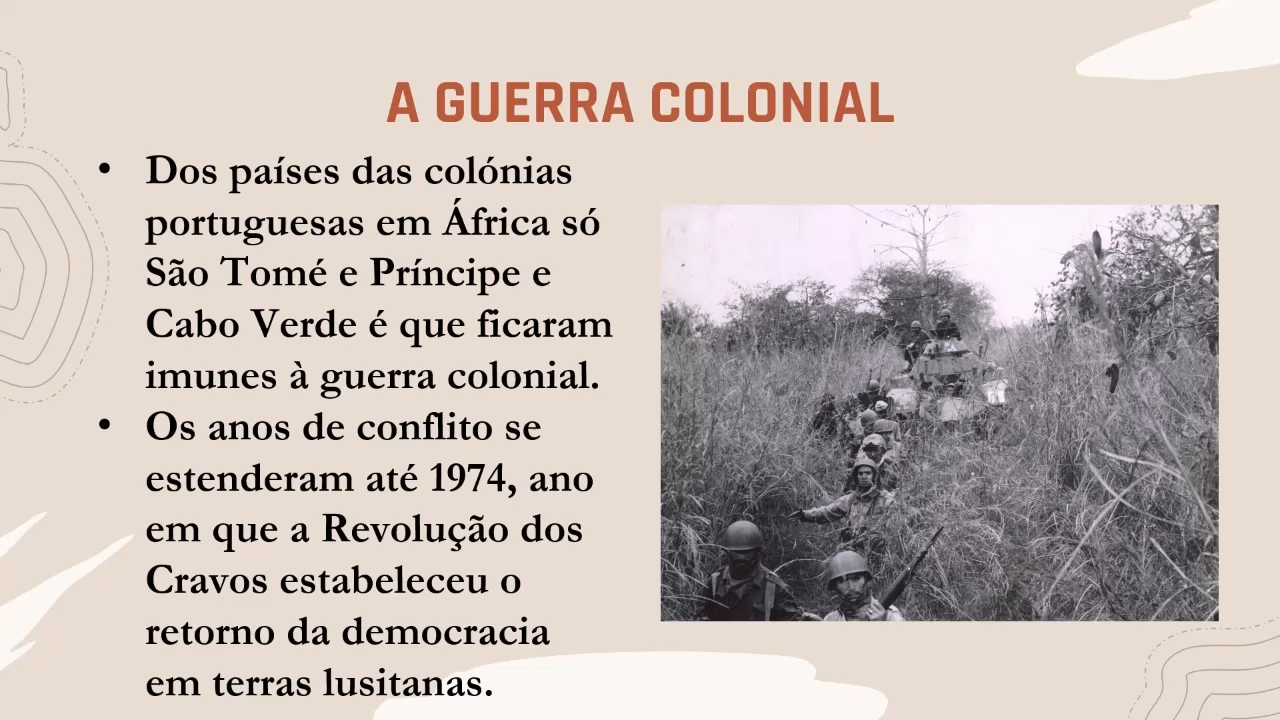 A GUERRA COLONIAL
• Dos países das colónias
portuguesas em África só
São Tomé e Príncipe e
Cabo Verde é que ficaram
imunes à guerra colonial.
• Os anos de conflito se
estenderam até 1974, ano
em que a Revolução dos
Cravos estabeleceu o
retorno da democracia
em terras lusitanas.